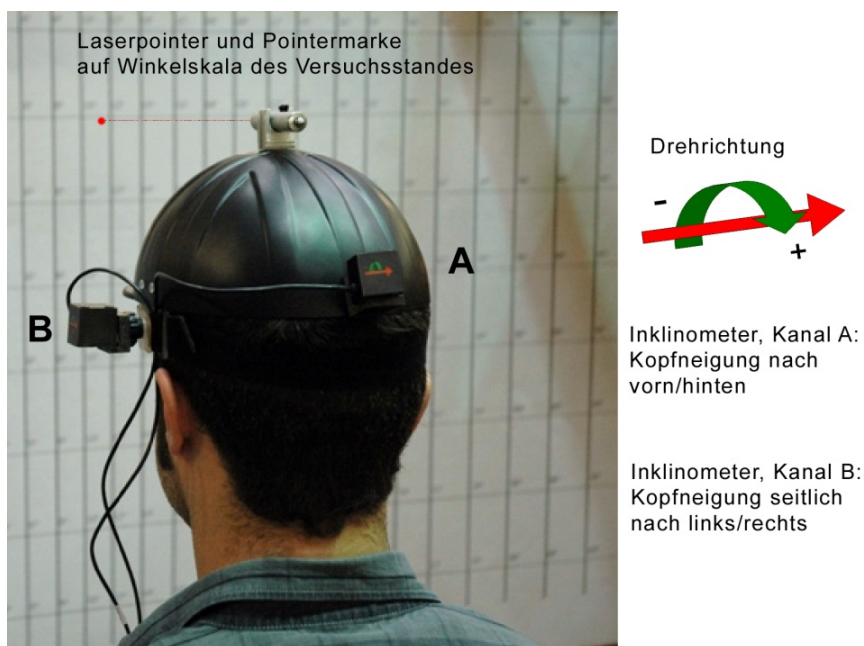 Laserpointer und Pointermarke
auf Winkelskala des Versuchsstandes
A
B
Drehrichtung
-
+
Inklinometer, Kanal A:
Kopfneigung nach
vorn/hinten
Inklinometer, Kanal B:
Kopfneigung seitlich
nach links/rechts